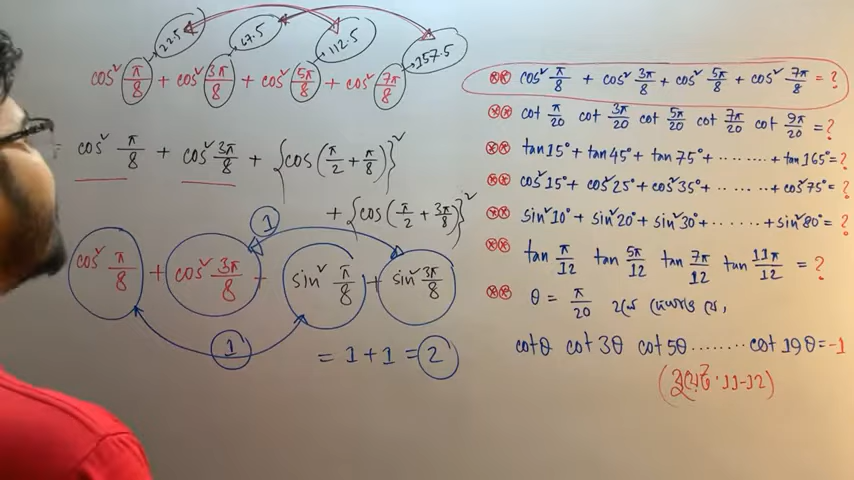 22.5 67.5 112.5 157.5
cos² π/8 + cos² 3π/8 + cos² 5π/8 + cos² 7π/8
= cos² π/8 + cos² 3π/8 + {cos (π/2 + π/8)}²
+ {cos (π/2 + 3π/8)}²
1
cos² π/8 + cos² 3π/8 + sin² π/8 + sin² 3π/8
1
= 1 + 1 = 2
cos² π/8 + cos² 3π/8 + cos² 5π/8 + cos² 7π/8 = ?
cot π/20 cot 3π/20 cot 5π/20 cot 7π/20 cot 9π/20 = ?
tan 15° + tan 45° + tan 75° + ........ + tan 165° = ?
cos² 15° + cos² 25° + cos² 35° + ........ + cos² 75° = ?
sin² 10° + sin² 20° + sin² 30° + ........ + sin² 80° = ?
tan π/12 tan 5π/12 tan 7π/12 tan 11π/12 = ?
θ = π/20 হলে দেখাও যে,
cotθ cot 3θ cot 5θ ........ cot 19θ = -1
11-12)